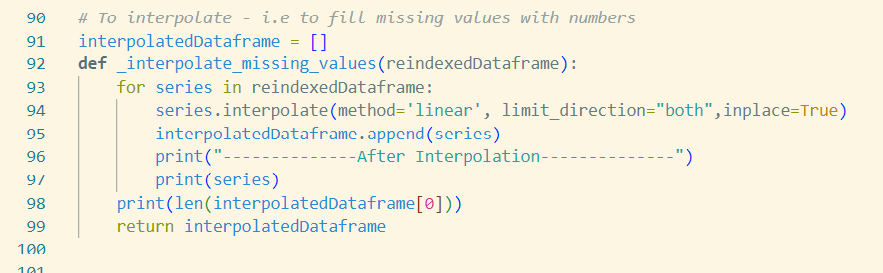 90 # To interpolate - i.e to fill missing values with numbers
91 interpolatedDataframe = []
92 def _interpolate_missing_values(reindexedDataframe):
93     for series in reindexedDataframe:
94         series.interpolate(method='linear', limit_direction="both",inplace=True)
95         interpolatedDataframe.append(series)
96         print("--------------After Interpolation--------------")
97         print(series)
98     print(len(interpolatedDataframe[0]))
99     return interpolatedDataframe
100
101